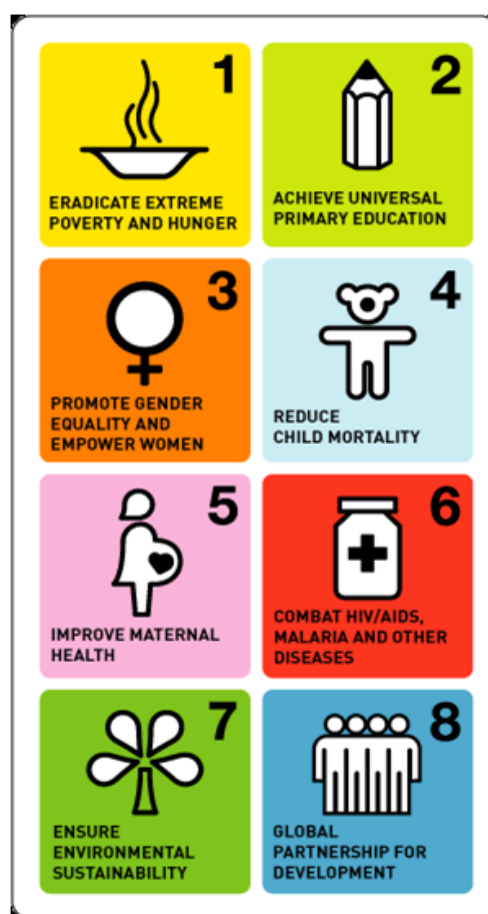 1
ERADICATE EXTREME
POVERTY AND HUNGER
2
ACHIEVE UNIVERSAL
PRIMARY EDUCATION
3
PROMOTE GENDER
EQUALITY AND
EMPOWER WOMEN
4
REDUCE
CHILD MORTALITY
5
IMPROVE MATERNAL
HEALTH
6
COMBAT HIV/AIDS,
MALARIA AND OTHER
DISEASES
7
ENSURE
ENVIRONMENTAL
SUSTAINABILITY
8
GLOBAL
PARTNERSHIP FOR
DEVELOPMENT